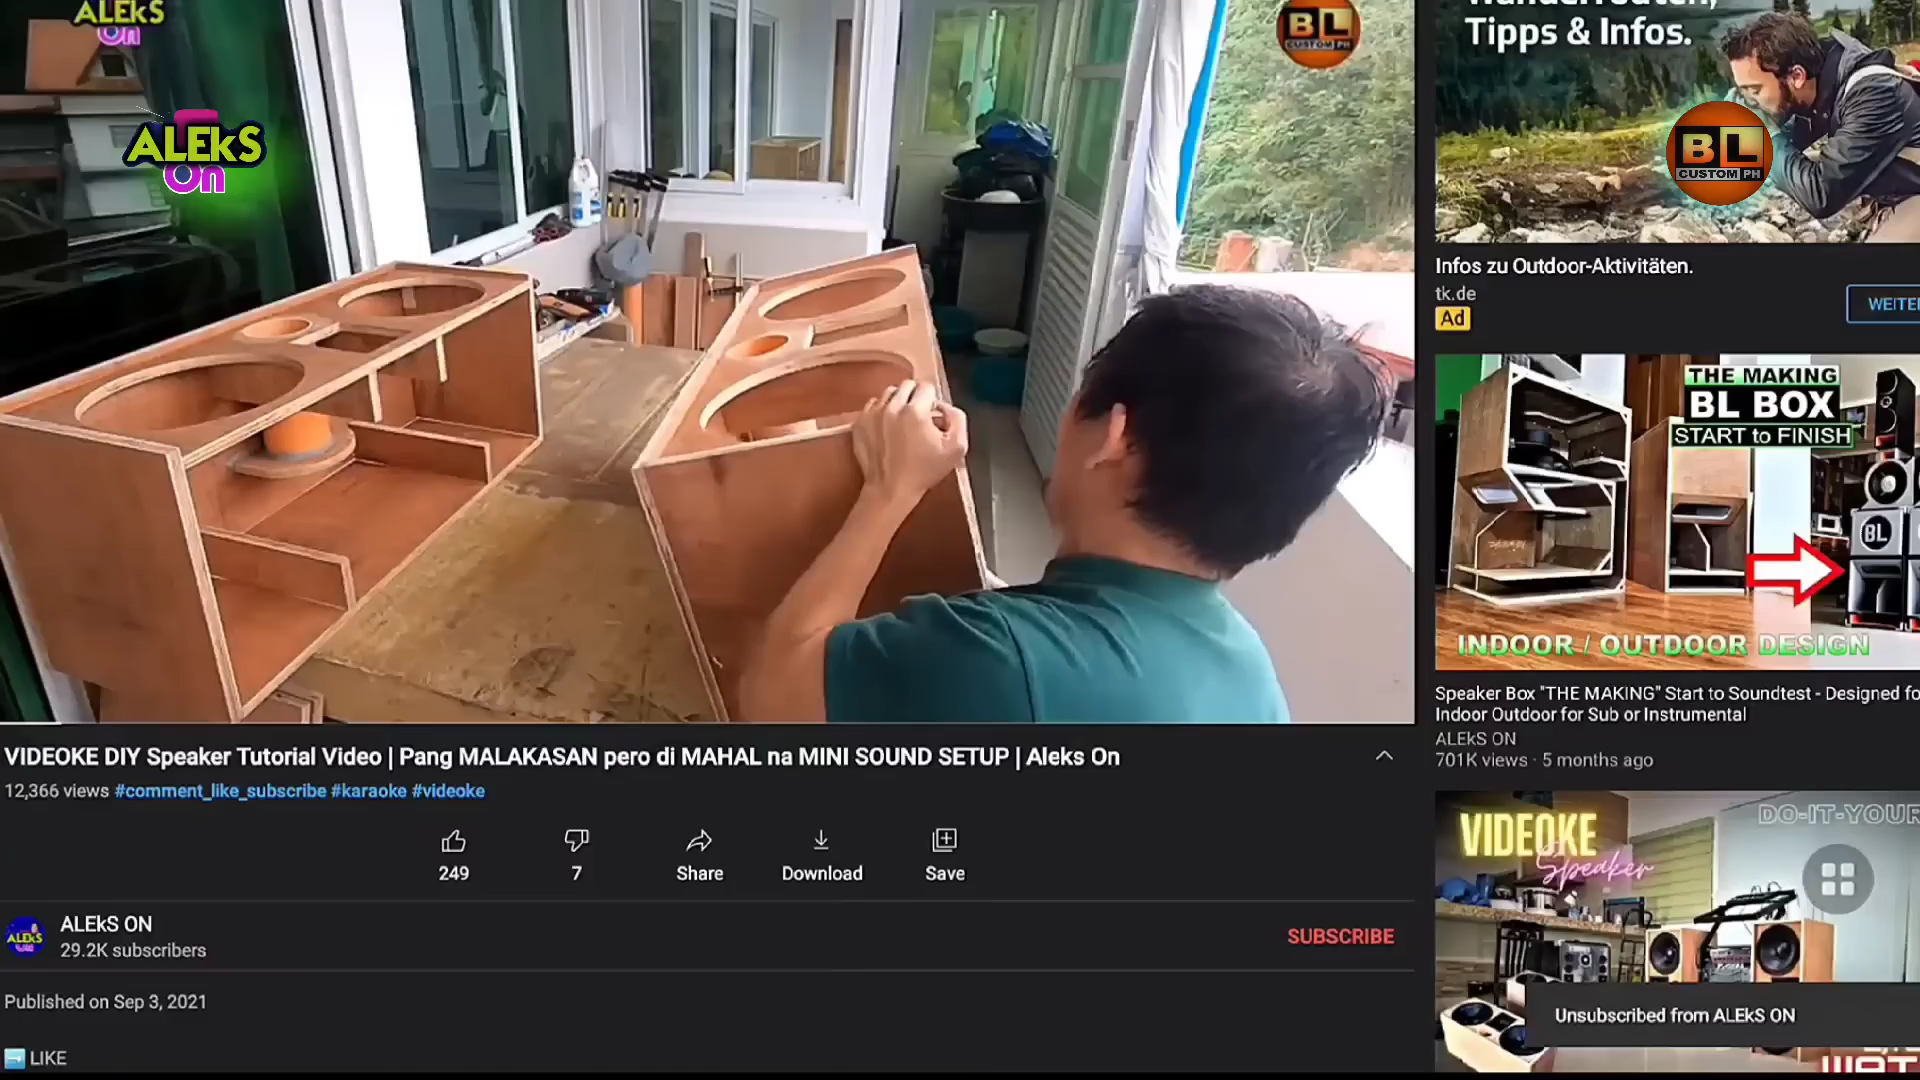 ALEkS
On
BL
CUSTOM PH
Tipps & Infos.
ALEkS
On
BL
CUSTOM PH
Infos zu Outdoor-Aktivitäten.
tk.de
Ad
THE MAKING
BL BOX
START to FINISH
BL
INDOOR / OUTDOOR DESIGN
VIDEOKE DIY Speaker Tutorial Video | Pang MALAKASAN pero di MAHAL na MINI SOUND SETUP | Aleks On
12,366 views #comment_like_subscribe #karaoke #videoke
249
7
Share
Download
Save
ALEkS
On
ALEkS ON
29.2K subscribers
SUBSCRIBE
Published on Sep 3, 2021
LIKE
Speaker Box "THE MAKING" Start to Soundtest - Designed fo
Indoor Outdoor for Sub or Instrumental
ALEkS ON
701K views · 5 months ago
DO-IT-YOUR
VIDEOKE
Speaker
Unsubscribed from ALEkS ON